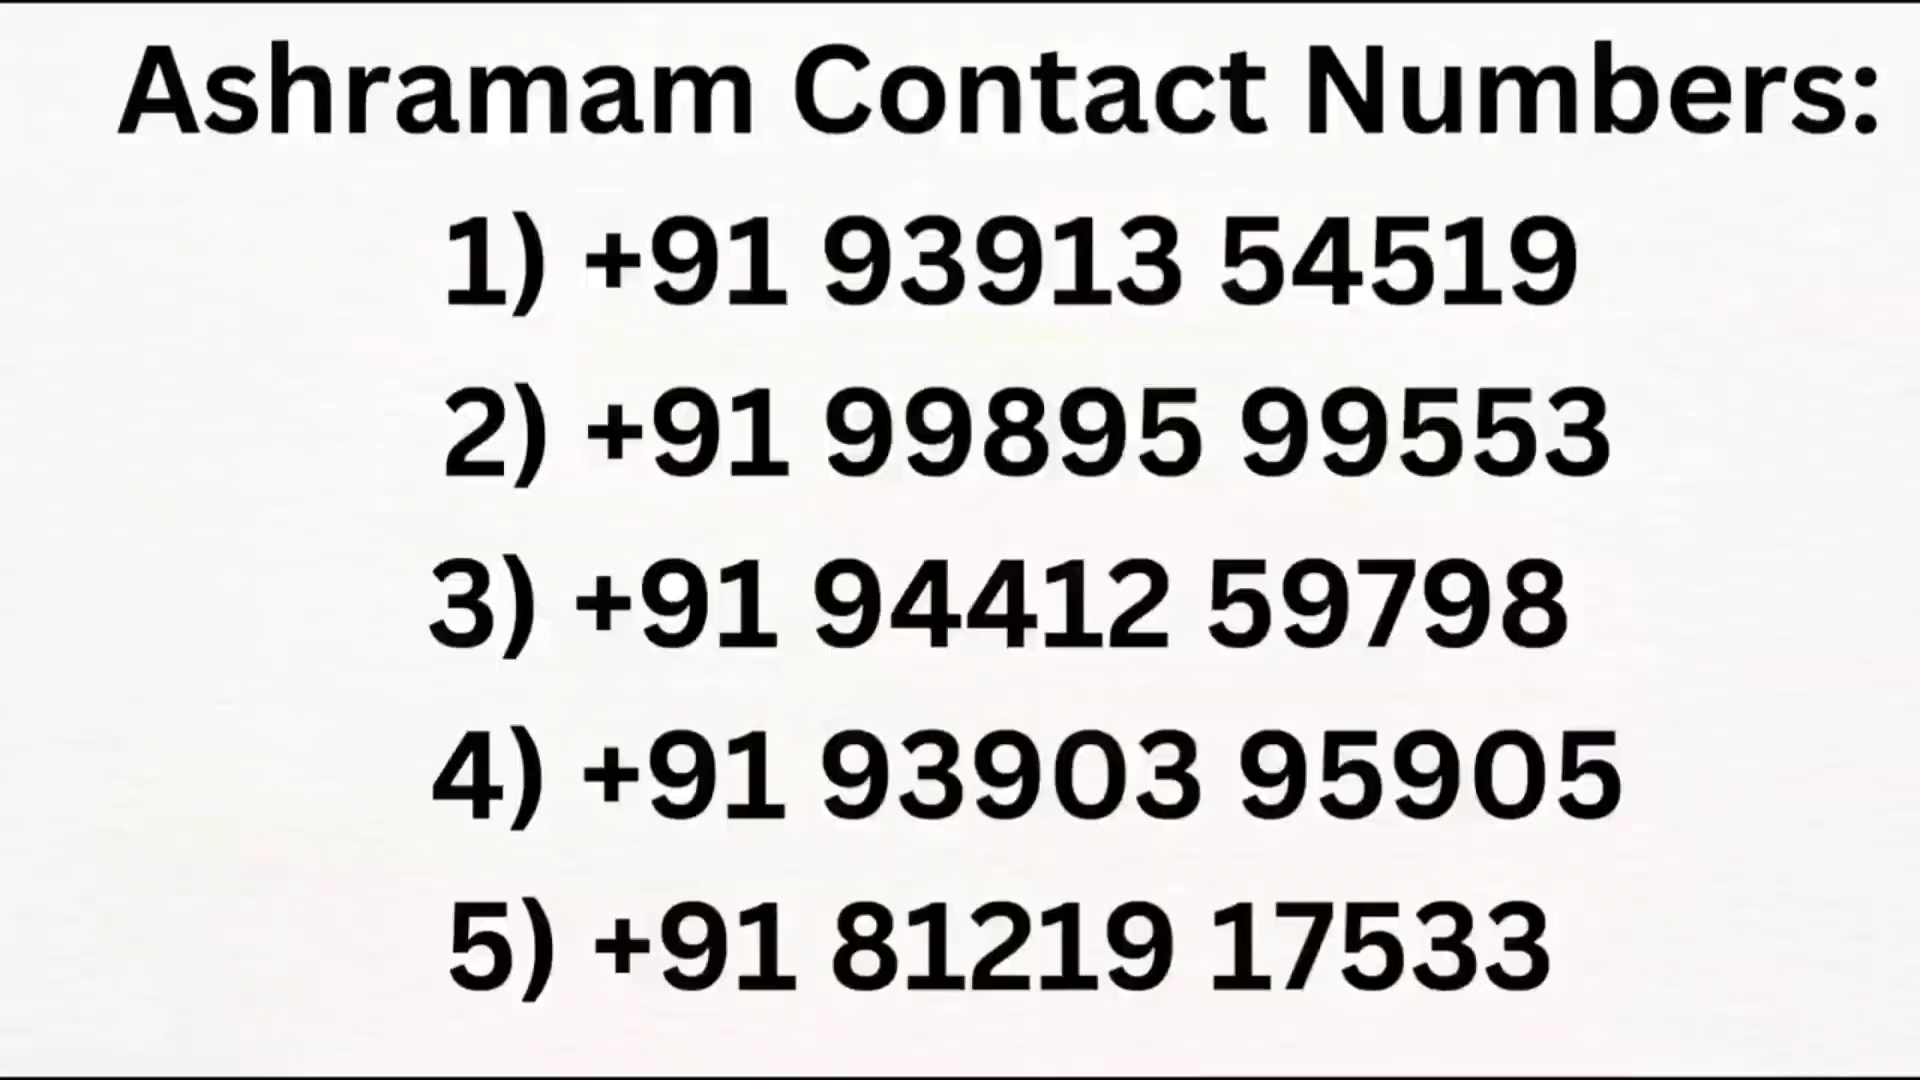 Ashramam Contact Numbers:
1) +91 93913 54519
2) +91 99895 99553
3) +91 94412 59798
4) +91 93903 95905
5) +91 81219 17533